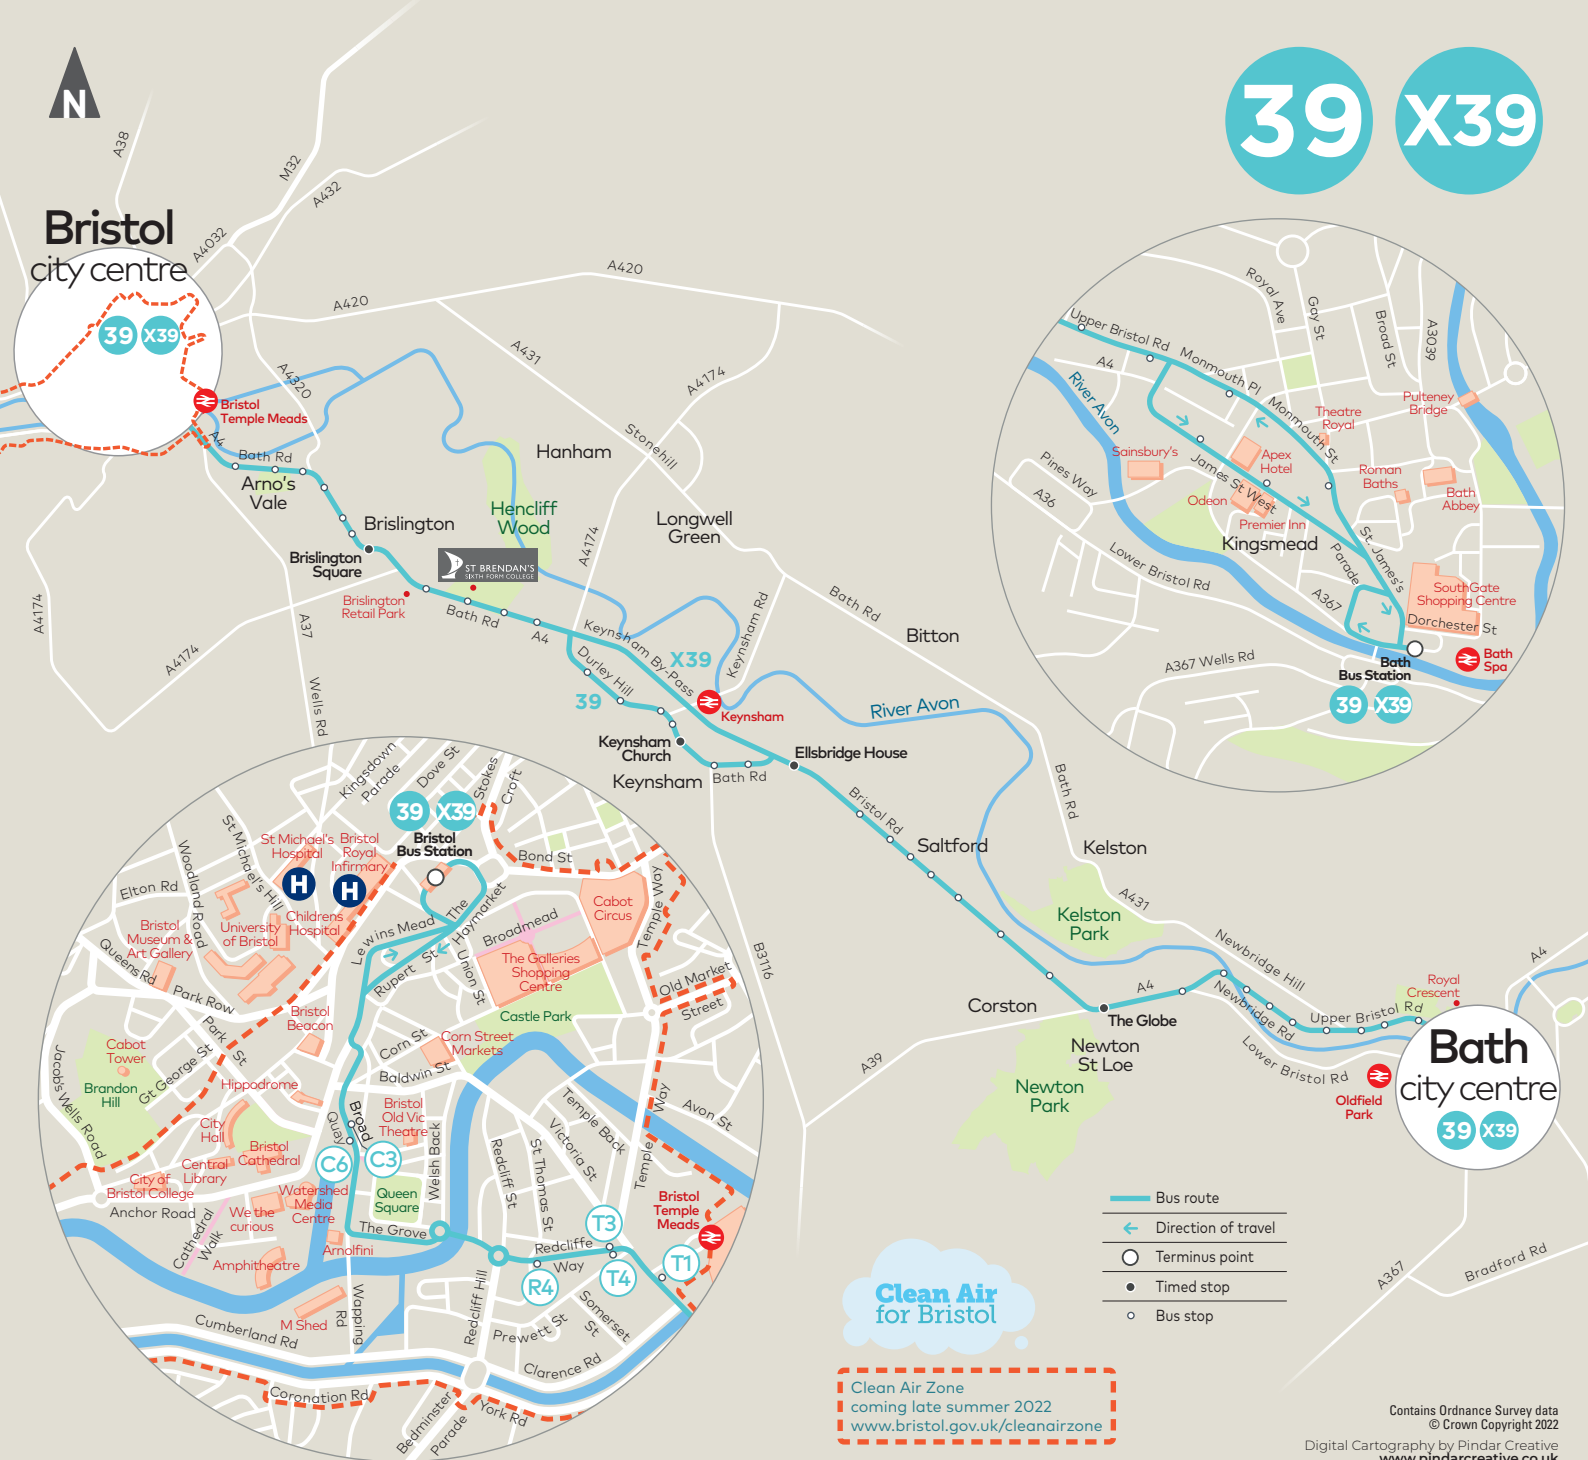 N
39
X39
A38
M32
A432
A4032
Bristol
city centre
39
X39
A420
A420
A431
A4174
A4320
Bristol
Temple Meads
A4
Bath Rd
Arno's
Vale
Brislington
Brislington
Square
Brislington
Retail Park
ST BRENDAN'S
SIXTH FORM COLLEGE
Hanham
Hencliff
Wood
Stonehill
Longwell
Green
A4174
A4174
A4174
A37
Wells Rd
Bath Rd
A4
Keynsham By-Pass
X39
Durley Hill
39
Keynsham Rd
Keynsham
Keynsham
Church
Keynsham
Bath Rd
Bath Rd
Bitton
River Avon
Ellsbridge House
Bristol Rd
Saltford
Bath Rd
Kelston
Kelston
Park
A431
B3116
Corston
A39
The Globe
A4
Newton
St Loe
Newton
Park
Newbridge Hill
Newbridge Rd
Upper Bristol Rd
Lower Bristol Rd
Oldfield
Park
Royal
Crescent
A4
Bath
city centre
39
X39
A367
Bradford Rd
Upper Bristol Rd
A4
River Avon
Monmouth Pl
Monmouth St
Royal Ave
Gay St
Broad St
A3039
Pulteney
Bridge
Theatre
Royal
Sainsbury's
Apex
Hotel
Roman
Baths
Bath
Abbey
Pines Way
A36
James St West
Odeon
Premier Inn
Kingsmead
Lower Bristol Rd
St. James's
Parade
A367
SouthGate
Shopping Centre
Dorchester St
A367 Wells Rd
Bath
Bus Station
Bath
Spa
39
X39
Kingsdown
Parade
Dove St
Stokes
Croft
39
X39
Bristol
Bus Station
St Michael's
Hospital
Bristol
Royal
Infirmary
H
H
St Michael's Hill
Woodland Road
Elton Rd
Childrens
Hospital
University
of Bristol
Bristol
Museum &
Art Gallery
Queens Rd
Park Row
Park St
Bond St
Cabot
Circus
Temple Way
The
Haymarket
Broadmead
Lewins Mead
Rupert St
Union St
The Galleries
Shopping
Centre
Old Market
Street
Castle Park
Bristol
Beacon
Corn St
Corn Street
Markets
Baldwin St
Cabot
Tower
Brandon
Hill
Jacob's Wells Road
Gt George St
Hippodrome
Quay
Broad
Bristol
Old Vic
Theatre
Welsh Back
City
Hall
Bristol
Cathedral
Central
Library
City of
Bristol College
Anchor Road
Cathedral
Walk
We the
curious
Watershed
Media
Centre
C6
C3
Queen
Square
The Grove
Arnolfini
Amphitheatre
M Shed
Wapping
Rd
Cumberland Rd
Coronation Rd
Redcliff St
St Thomas St
Victoria St
Temple Back
Temple
Way
Avon St
Bristol
Temple
Meads
T3
T1
T4
R4
Redcliffe
Way
Redcliff Hill
Prewett St
Somerset
St
Clarence Rd
York Rd
Bedminster
Parade
Clean Air
for Bristol
Clean Air Zone
coming late summer 2022
www.bristol.gov.uk/cleanairzone
Bus route
Direction of travel
Terminus point
Timed stop
Bus stop
Contains Ordnance Survey data
© Crown Copyright 2022
Digital Cartography by Pindar Creative
www.pindarcreative.co.uk